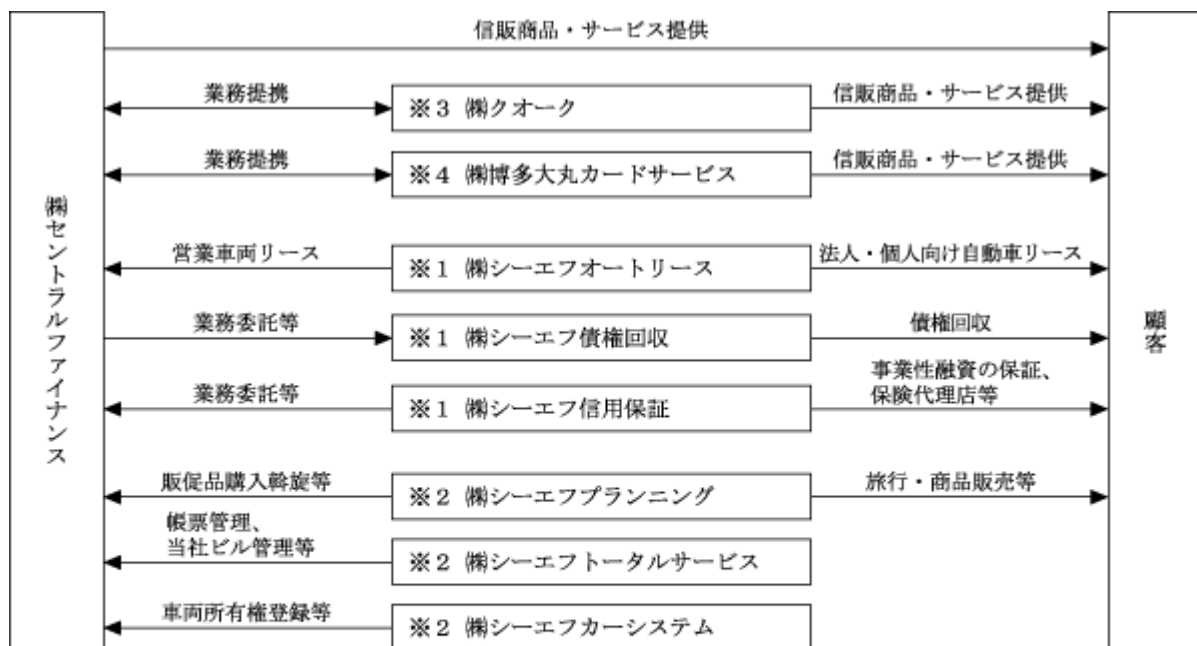 信販商品・サービス提供
業務提携
※3 ㈱クオーク
信販商品・サービス提供
業務提携
※4 ㈱博多大丸カードサービス
信販商品・サービス提供
㈱セントラルファイナンス
営業車両リース
※1 ㈱シーエフオートリース
法人・個人向け自動車リース
業務委託等
※1 ㈱シーエフ債権回収
債権回収
顧客
業務委託等
※1 ㈱シーエフ信用保証
事業性融資の保証、
保険代理店等
販促品購入斡旋等
※2 ㈱シーエフプランニング
旅行・商品販売等
帳票管理、
当社ビル管理等
※2 ㈱シーエフトータルサービス
車両所有権登録等
※2 ㈱シーエフカーシステム